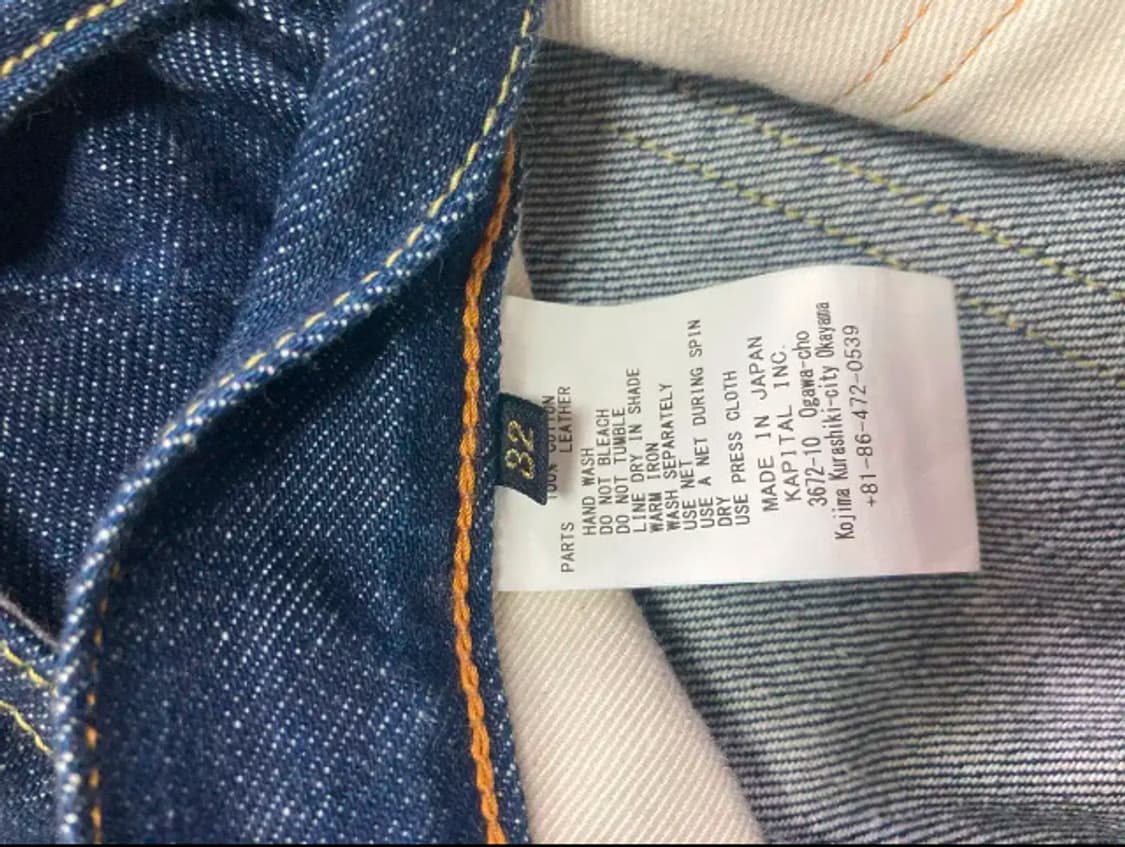 32
100% COTTON
PARTS LEATHER
HAND WASH
DO NOT BLEACH
DO NOT TUMBLE
LINE DRY IN SHADE
WARM IRON
WASH SEPARATELY
USE NET
USE A NET DURING SPIN
DRY
USE PRESS CLOTH
MADE IN JAPAN
KAPITAL INC.
3672-10 Ogawa-cho
Kojima Kurashiki-city Okayama
+81-86-472-0539